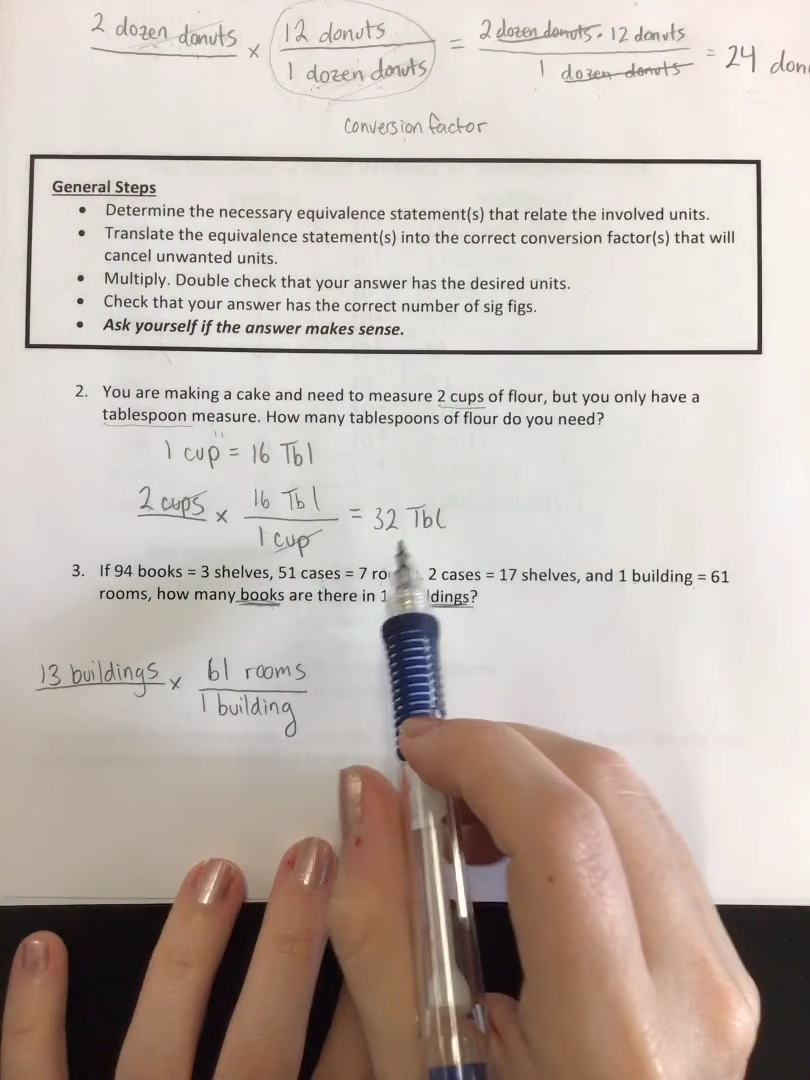 2 dozen donuts × 12 donuts / 1 dozen donuts = 2 dozen donuts · 12 donuts / 1 dozen donuts = 24 don
conversion factor
General Steps
• Determine the necessary equivalence statement(s) that relate the involved units.
• Translate the equivalence statement(s) into the correct conversion factor(s) that will
cancel unwanted units.
• Multiply. Double check that your answer has the desired units.
• Check that your answer has the correct number of sig figs.
• Ask yourself if the answer makes sense.
2. You are making a cake and need to measure 2 cups of flour, but you only have a
tablespoon measure. How many tablespoons of flour do you need?
1 cup = 16 Tbl
2 cups × 16 Tbl / 1 cup = 32 Tbl
3. If 94 books = 3 shelves, 51 cases = 7 ro 2 cases = 17 shelves, and 1 building = 61
rooms, how many books are there in 1 ldings?
13 buildings × 61 rooms / 1 building